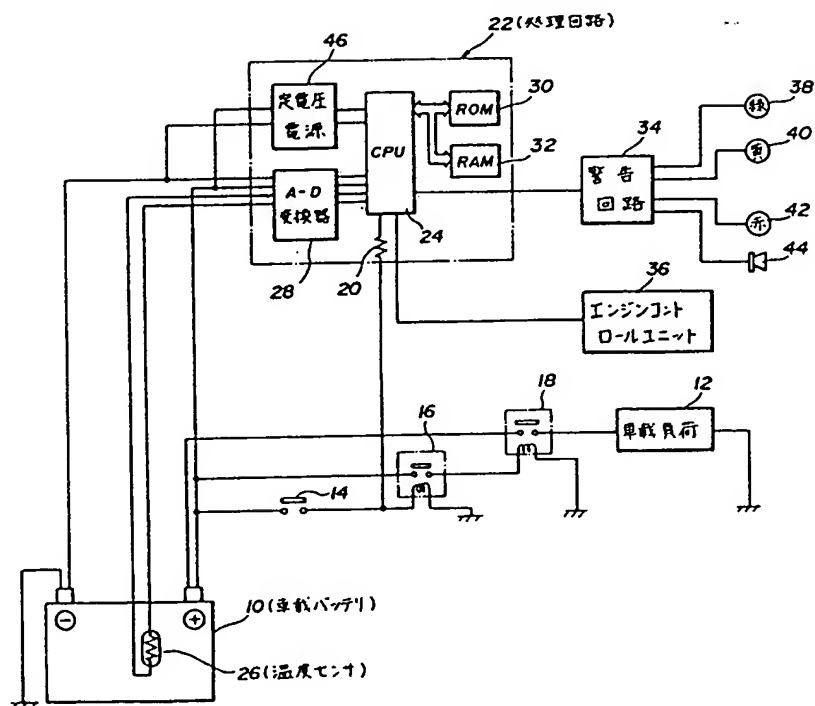 22(処理回路)
46
定電圧
電源
CPU
ROM
30
RAM
32
A-D
変換器
28
20
24
34
警告
回路
緑
38
黄
40
赤
42
44
36
エンジンコント
ロールユニット
12
車載負荷
18
16
14
10(車載バッテリ)
26(温度センサ)